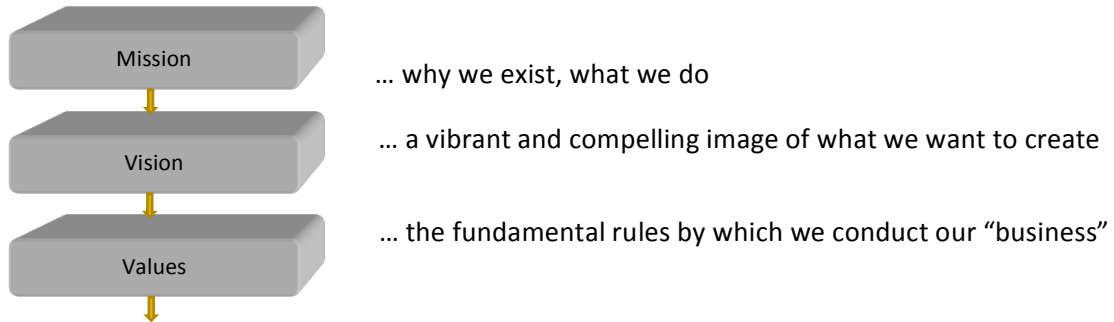 Mission
… why we exist, what we do
… a vibrant and compelling image of what we want to create
Vision
… the fundamental rules by which we conduct our “business”
Values